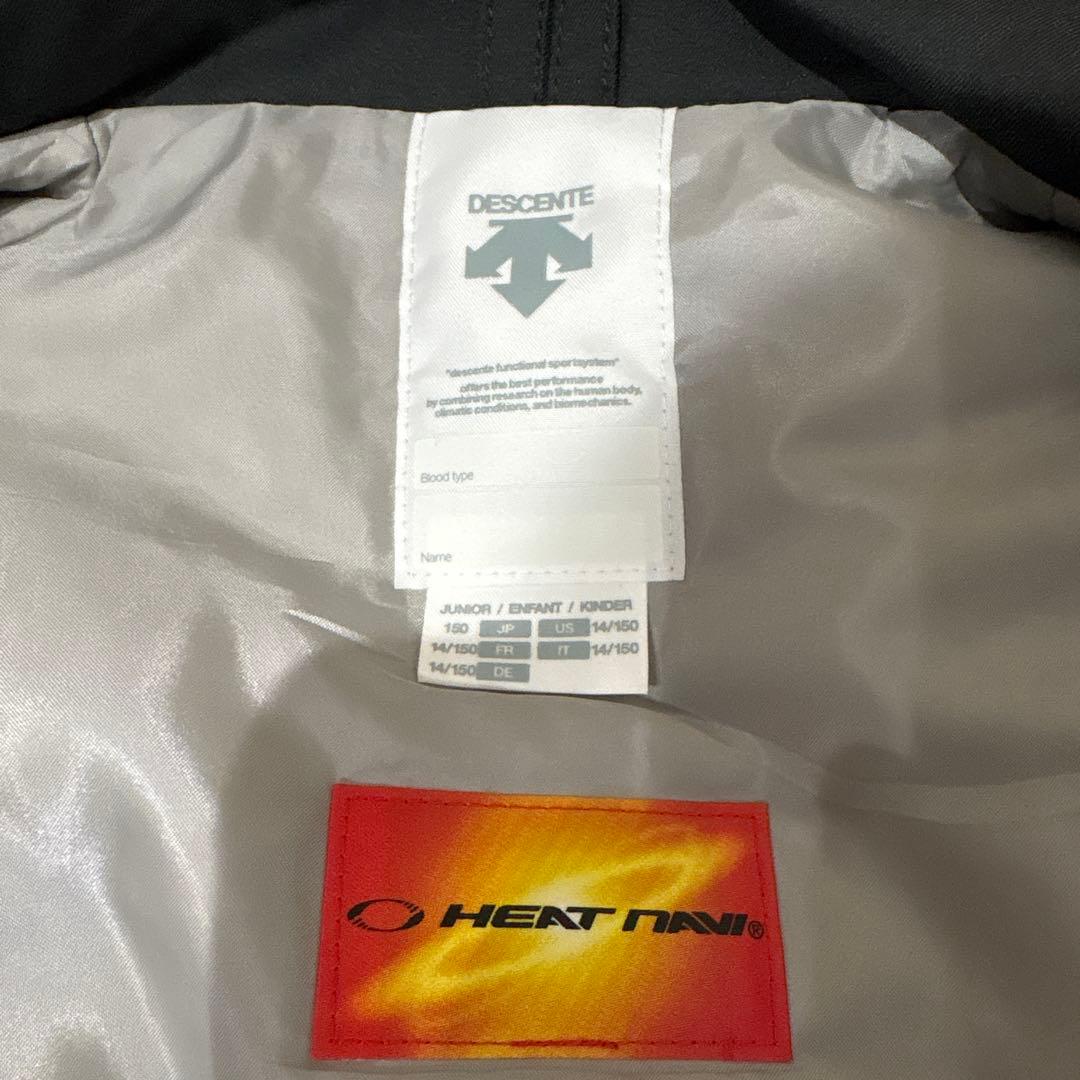 DESCENTE
"descente functional sportsystem"
offers the best performance
by combining research on the human body,
climatic conditions, and biomechanics.
Blood type
Name
JUNIOR / ENFANT / KINDER
150 JP US 14/150
14/150 FR IT 14/150
14/150 DE
HEAT NAVI®